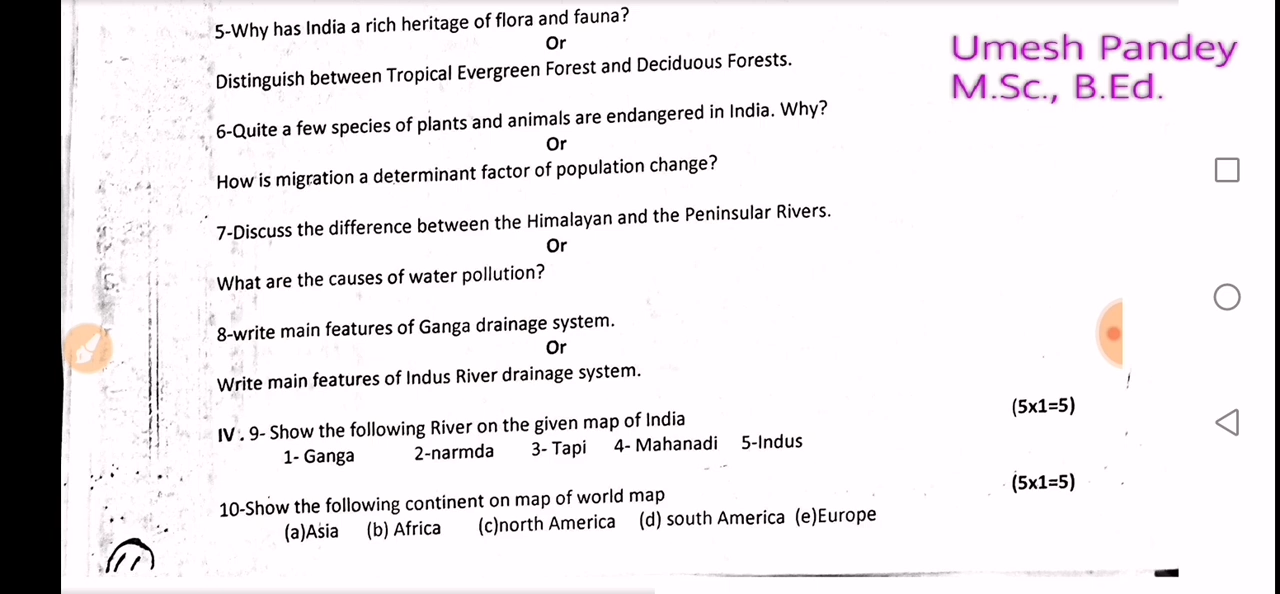 5-Why has India a rich heritage of flora and fauna?
Or
Distinguish between Tropical Evergreen Forest and Deciduous Forests.
6-Quite a few species of plants and animals are endangered in India. Why?
Or
How is migration a determinant factor of population change?
7-Discuss the difference between the Himalayan and the Peninsular Rivers.
Or
What are the causes of water pollution?
8-write main features of Ganga drainage system.
Or
Write main features of Indus River drainage system.
IV. 9- Show the following River on the given map of India (5x1=5)
1- Ganga 2-narmda 3- Tapi 4- Mahanadi 5-Indus
10-Show the following continent on map of world map (5x1=5)
(a)Asia (b) Africa (c)north America (d) south America (e)Europe
Umesh Pandey
M.Sc., B.Ed.